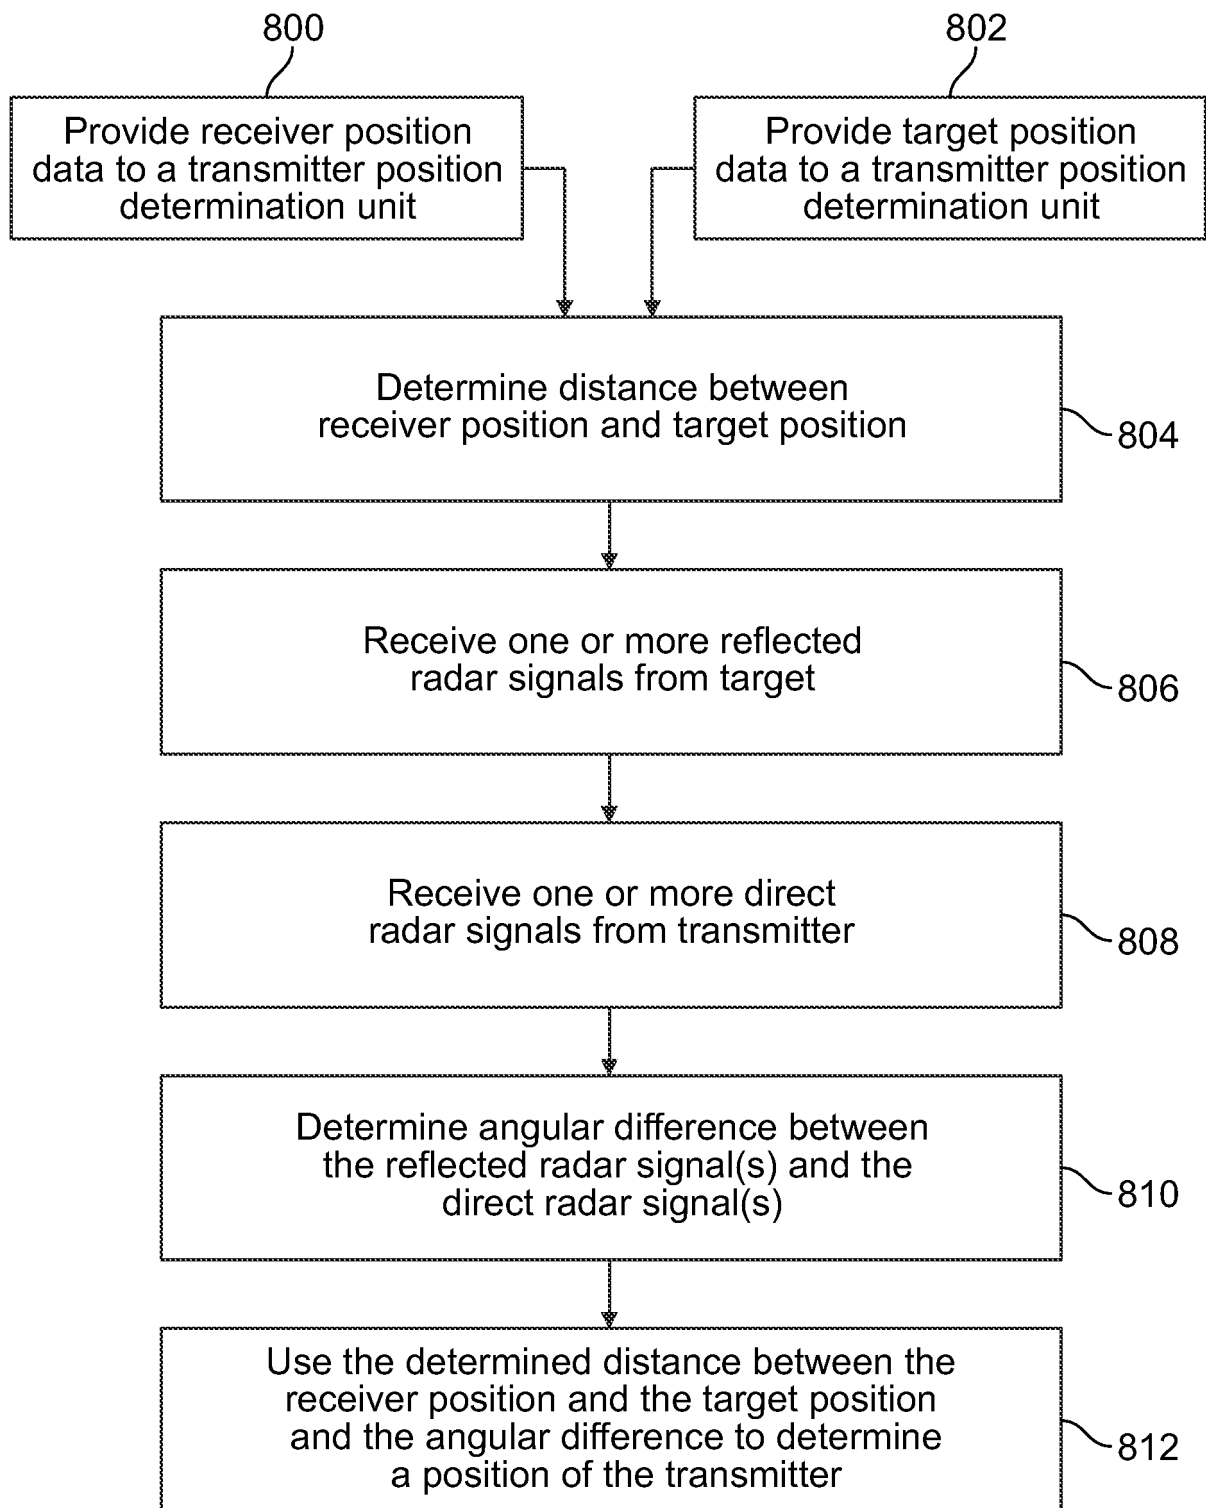 800
802
Provide receiver position
data to a transmitter position
determination unit
Provide target position
data to a transmitter position
determination unit
Determine distance between
receiver position and target position
804
Receive one or more reflected
radar signals from target
806
Receive one or more direct
radar signals from transmitter
808
Determine angular difference between
the reflected radar signal(s) and the
direct radar signal(s)
810
Use the determined distance between the
receiver position and the target position
and the angular difference to determine
a position of the transmitter
812